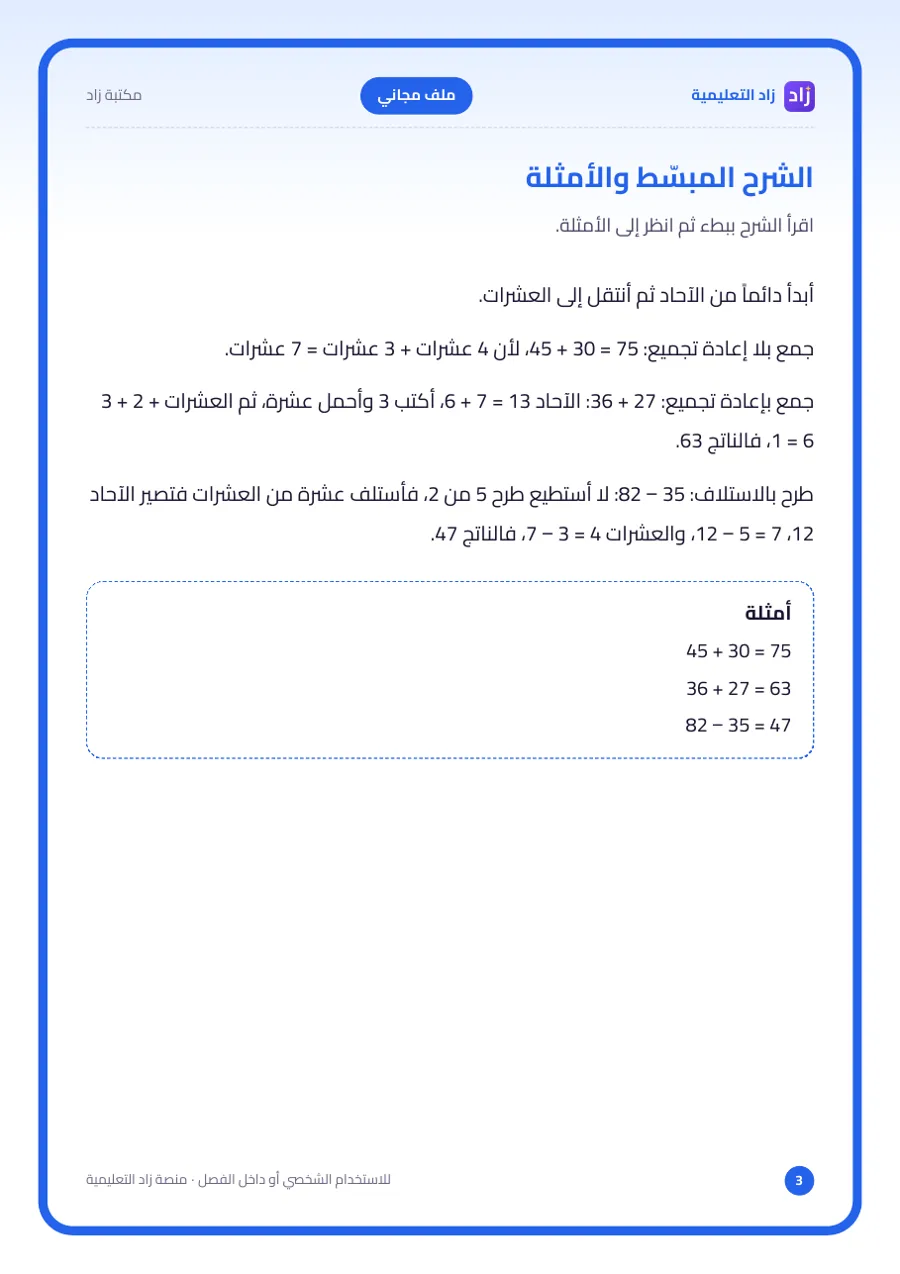 زاد زاد التعليمية
ملف مجاني
مكتبة زاد
الشرح المبسّط والأمثلة
اقرأ الشرح ببطء ثم انظر إلى الأمثلة.
أبدأ دائماً من الآحاد ثم أنتقل إلى العشرات.
جمع بلا إعادة تجميع: 45 + 30 = 75، لأن 4 عشرات + 3 عشرات = 7 عشرات.
جمع بإعادة تجميع: 36 + 27: الآحاد 6 + 7 = 13، أكتب 3 وأحمل عشرة، ثم العشرات 3 + 2 +
1 = 6، فالناتج 63.
طرح بالاستلاف: 82 − 35: لا أستطيع طرح 5 من 2، فأستلف عشرة من العشرات فتصير الآحاد
12، 12 − 5 = 7، والعشرات 7 − 3 = 4، فالناتج 47.
أمثلة
45 + 30 = 75
36 + 27 = 63
82 − 35 = 47
3
للاستخدام الشخصي أو داخل الفصل · منصة زاد التعليمية